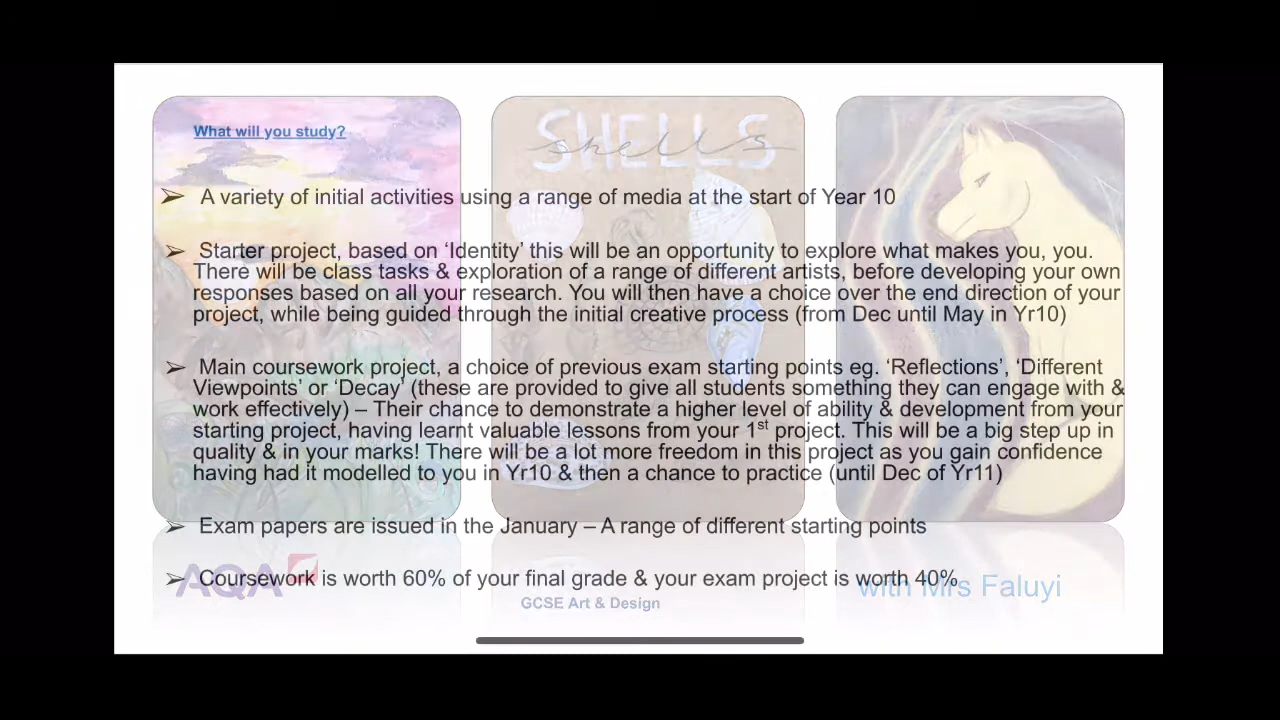 What will you study?
SHELLS
shells
➢ A variety of initial activities using a range of media at the start of Year 10
➢ Starter project, based on ‘Identity’ this will be an opportunity to explore what makes you, you.
There will be class tasks & exploration of a range of different artists, before developing your own
responses based on all your research. You will then have a choice over the end direction of your
project, while being guided through the initial creative process (from Dec until May in Yr10)
➢ Main coursework project, a choice of previous exam starting points eg. ‘Reflections’, ‘Different
Viewpoints’ or ‘Decay’ (these are provided to give all students something they can engage with &
work effectively) – Their chance to demonstrate a higher level of ability & development from your
starting project, having learnt valuable lessons from your 1st project. This will be a big step up in
quality & in your marks! There will be a lot more freedom in this project as you gain confidence
having had it modelled to you in Yr10 & then a chance to practice (until Dec of Yr11)
➢ Exam papers are issued in the January – A range of different starting points
➢ Coursework is worth 60% of your final grade & your exam project is worth 40%
AQA
with Mrs Faluyi
GCSE Art & Design